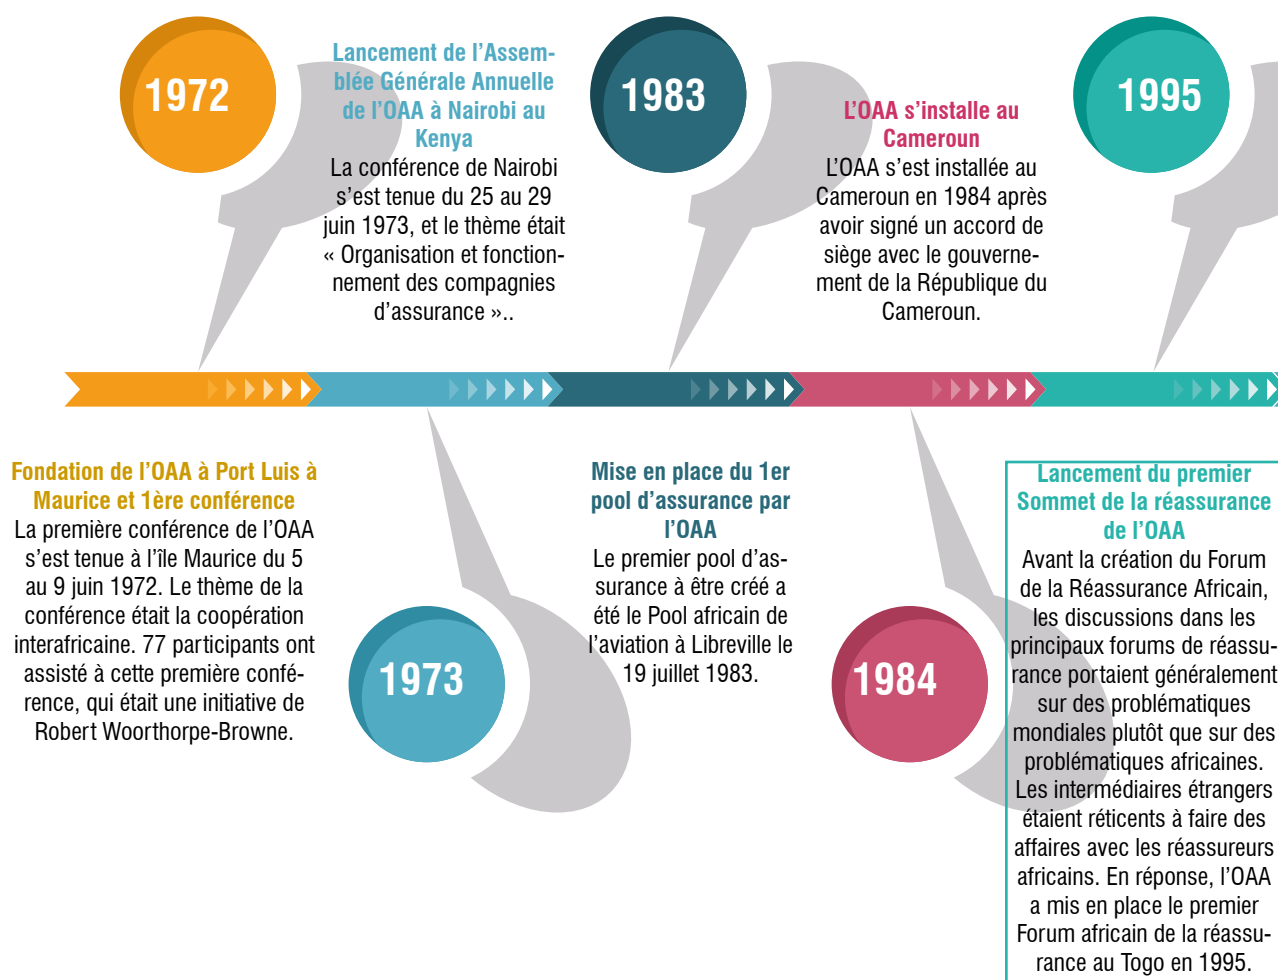 1972
Lancement de l’Assem-
blée Générale Annuelle
de l’OAA à Nairobi au
Kenya
La conférence de Nairobi
s’est tenue du 25 au 29
juin 1973, et le thème était
« Organisation et fonction-
nement des compagnies
d’assurance »..
1983
L’OAA s’installe au
Cameroun
L’OAA s’est installée au
Cameroun en 1984 après
avoir signé un accord de
siège avec le gouverne-
ment de la République du
Cameroun.
1995
Fondation de l’OAA à Port Luis à
Maurice et 1ère conférence
La première conférence de l’OAA
s’est tenue à l’île Maurice du 5
au 9 juin 1972. Le thème de la
conférence était la coopération
interafricaine. 77 participants ont
assisté à cette première confé-
rence, qui était une initiative de
Robert Woorthorpe-Browne.
1973
Mise en place du 1er
pool d’assurance par
l’OAA
Le premier pool d’as-
surance à être créé a
été le Pool africain de
l’aviation à Libreville le
19 juillet 1983.
1984
Lancement du premier
Sommet de la réassurance
de l’OAA
Avant la création du Forum
de la Réassurance Africain,
les discussions dans les
principaux forums de réassu-
rance portaient généralement
sur des problématiques
mondiales plutôt que sur des
problématiques africaines.
Les intermédiaires étrangers
étaient réticents à faire des
affaires avec les réassureurs
africains. En réponse, l’OAA
a mis en place le premier
Forum africain de la réassu-
rance au Togo en 1995.